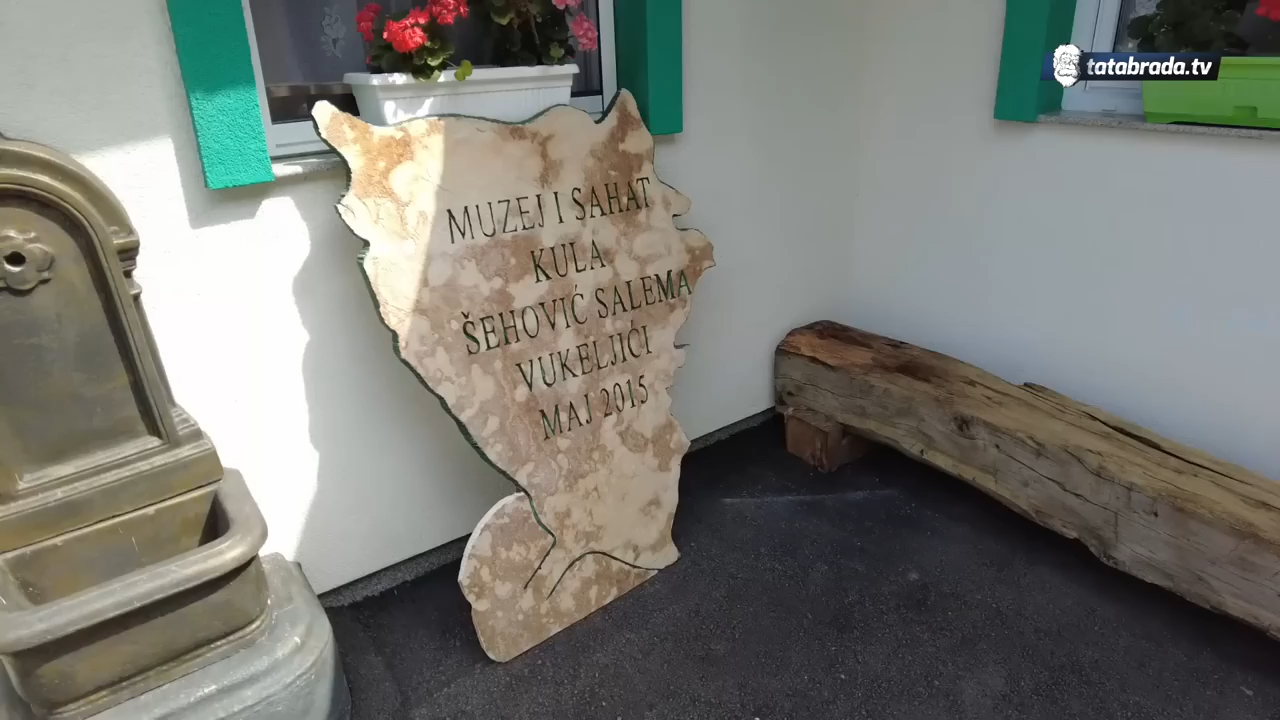 tatabrada.tv
MUZEJ I SAHAT
KULA
ŠEHOVIĆ SALEMA
VUKELJIĆI
MAJ 2015